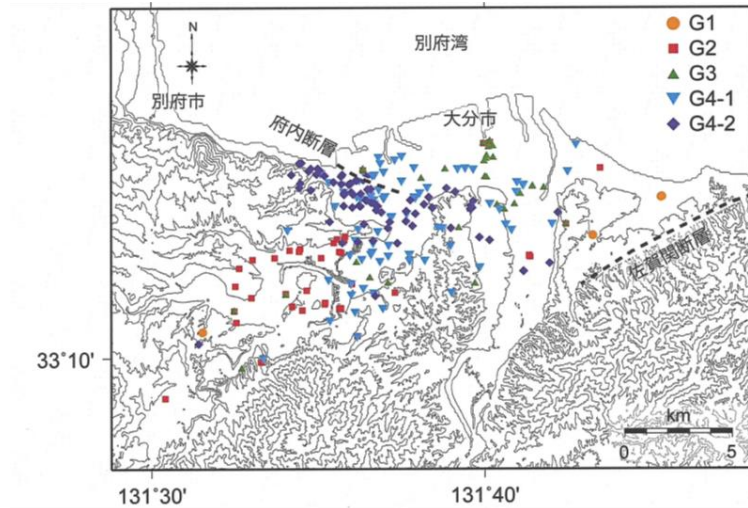 N
別府湾
別府市
大分市
府内断層
佐賀関断層
G1
G2
G3
G4-1
G4-2
33°10'
km
0 5
131°30'
131°40'